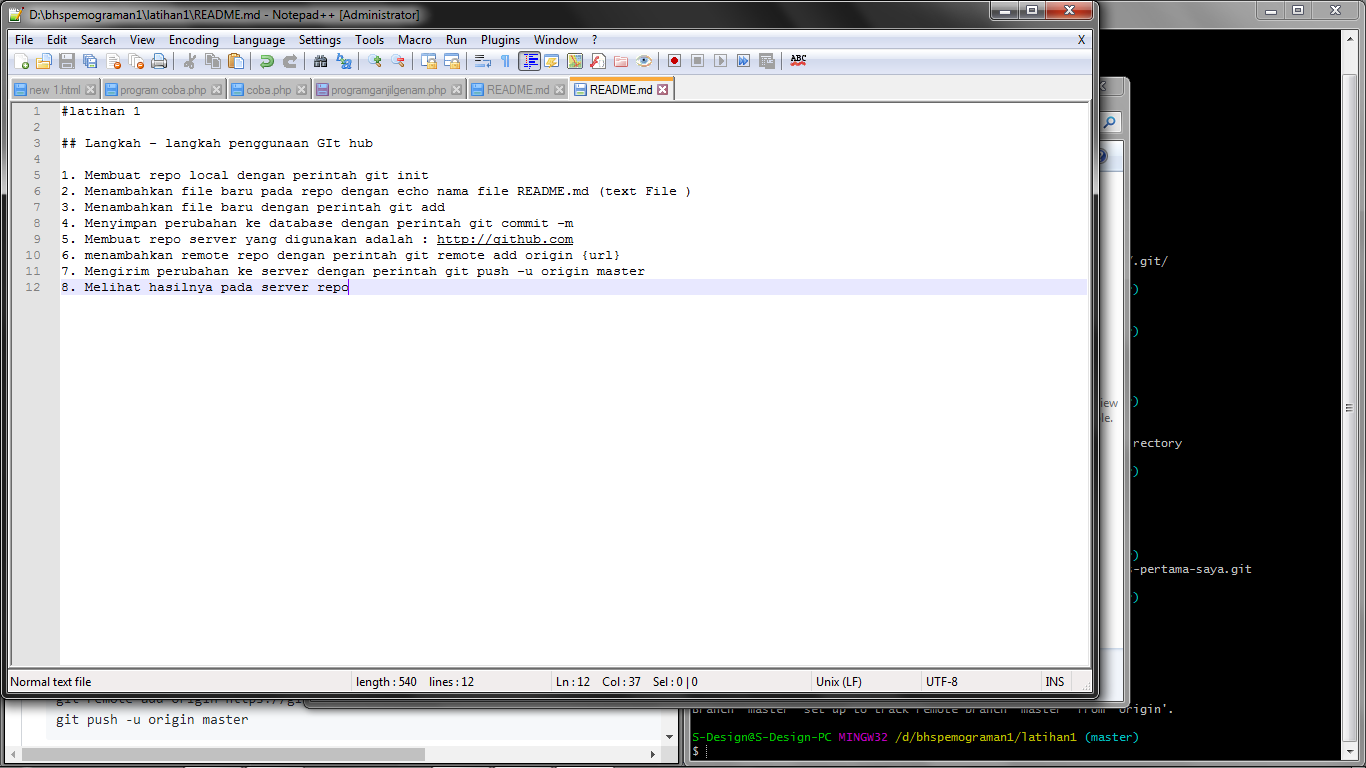 D:\bhspemograman1\latihan1\README.md - Notepad++ [Administrator]
File Edit Search View Encoding Language Settings Tools Macro Run Plugins Window ? X
ABC
new 1.html program coba.php coba.php programganjilgenam.php README.md README.md
1 #latihan 1
2
3 ## Langkah - langkah penggunaan GIt hub
4
5 1. Membuat repo local dengan perintah git init
6 2. Menambahkan file baru pada repo dengan echo nama file README.md (text File )
7 3. Menambahkan file baru dengan perintah git add
8 4. Menyimpan perubahan ke database dengan perintah git commit -m
9 5. Membuat repo server yang digunakan adalah : http://github.com
10 6. menambahkan remote repo dengan perintah git remote add origin {url}
11 7. Mengirim perubahan ke server dengan perintah git push -u origin master
12 8. Melihat hasilnya pada server repo
Normal text file length : 540 lines : 12 Ln : 12 Col : 37 Sel : 0 | 0 Unix (LF) UTF-8 INS
/.git/
)
)
iew
)
le.
rectory
)
)
-pertama-saya.git
)
git remote add origin https://gi
git push -u origin master
Branch 'master' set up to track remote branch 'master' from 'origin'.
S-Design@S-Design-PC MINGW32 /d/bhspemograman1/latihan1 (master)
$